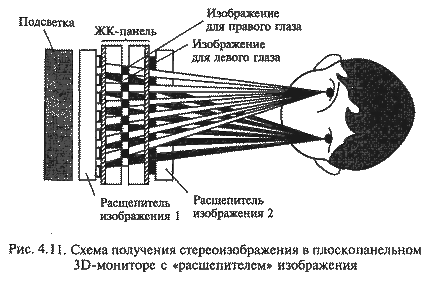 Подсветка
ЖК-панель
Изображение
для правого глаза
Изображение
для левого глаза
Расщепитель
изображения 1
Расщепитель
изображения 2
Рис. 4.11. Схема получения стереоизображения в плоскопанельном
3D-мониторе с «расщепителем» изображения